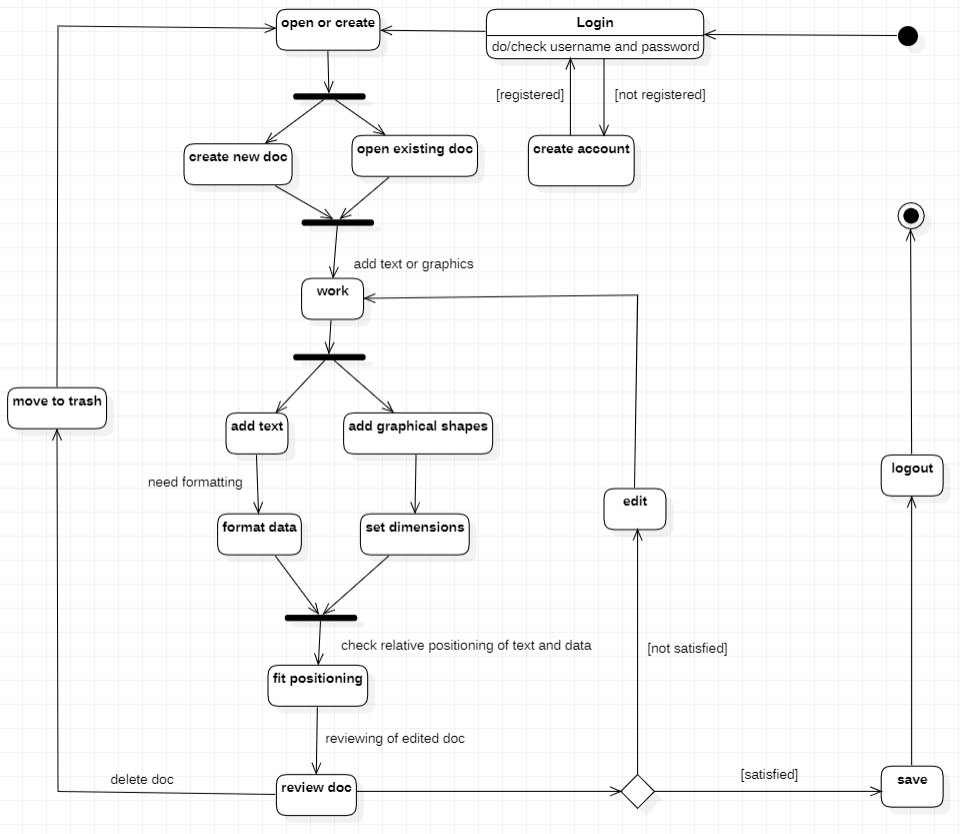 open or create
Login
do/check username and password
[registered]
[not registered]
create new doc
open existing doc
create account
add text or graphics
work
move to trash
add text
add graphical shapes
logout
need formatting
edit
format data
set dimensions
check relative positioning of text and data
[not satisfied]
fit positioning
reviewing of edited doc
delete doc
[satisfied]
review doc
save